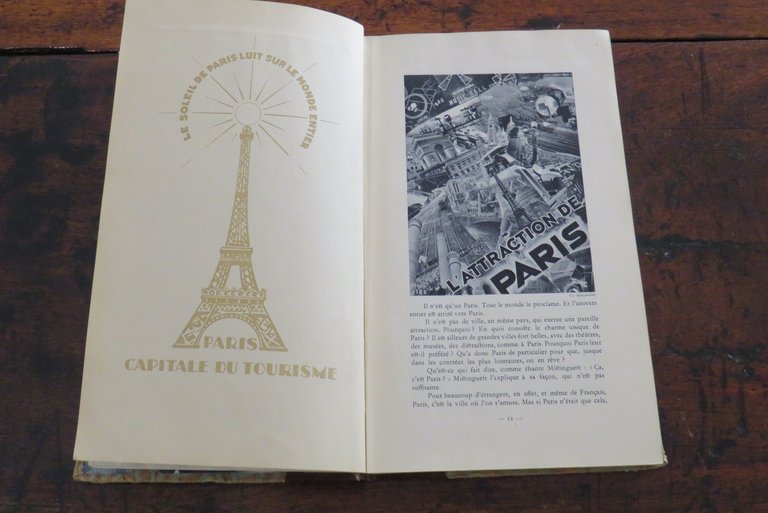 LE SOLEIL DE PARIS LUIT SUR LE MONDE ENTIER
PARIS
CAPITALE DU TOURISME
L'ATTRACTION DE
PARIS
Il n'est qu'un Paris. Tout le monde le proclame. Et l'univers
entier est attiré vers Paris.
Il n'est pas de ville, en même pays, qui exerce une pareille
attraction. Pourquoi ? En quoi consiste le charme unique de
Paris ? Il est ailleurs de grandes villes fort belles, avec des théâtres,
des musées, des distractions, comme à Paris. Pourquoi Paris leur
est-il préféré ? Qu'a donc Paris de particulier pour que, jusque
dans les contrées les plus lointaines, on en rêve ?
Qu'est-ce qui fait dire, comme chante Mistinguett : « Ça,
c'est Paris ? » Mistinguett l'explique à sa façon, qui n'est pas
suffisante.
Pour beaucoup d'étrangers, en effet, et même de Français,
Paris, c'est la ville où l'on s'amuse. Mas si Paris n'était que cela,